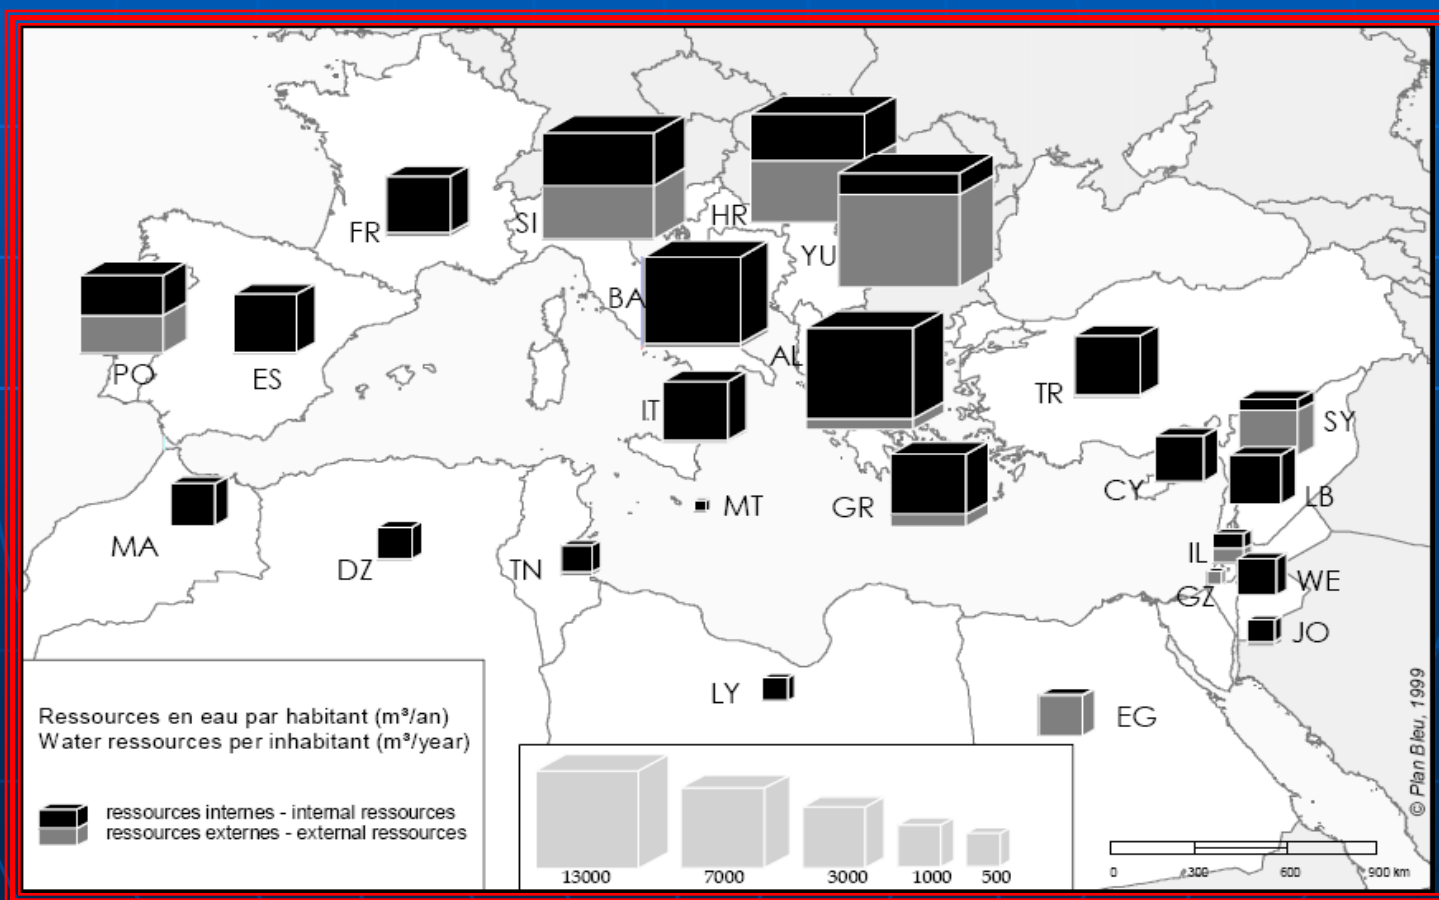 FR
SI
HR
YU
BA
PO
ES
AL
IT
TR
SY
CY
LB
MT
GR
MA
DZ
TN
IL
GZ
WE
JO
LY
EG
Ressources en eau par habitant (m³/an)
Water ressources per inhabitant (m³/year)
ressources internes - internal ressources
ressources externes - external ressources
13000
7000
3000
1000
500
0
300
600
900 km
© Plan Bleu, 1999